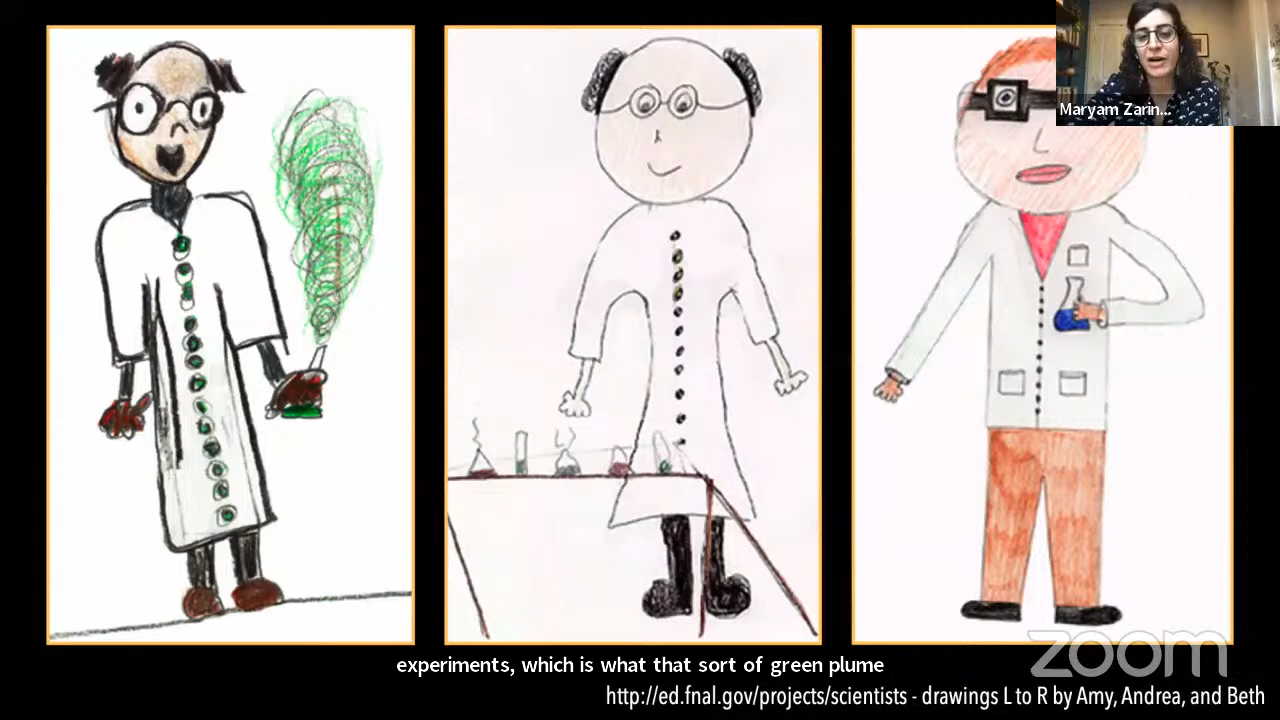 Maryam Zarin...
experiments, which is what that sort of green plume
zoom
http://ed.fnal.gov/projects/scientists - drawings L to R by Amy, Andrea, and Beth